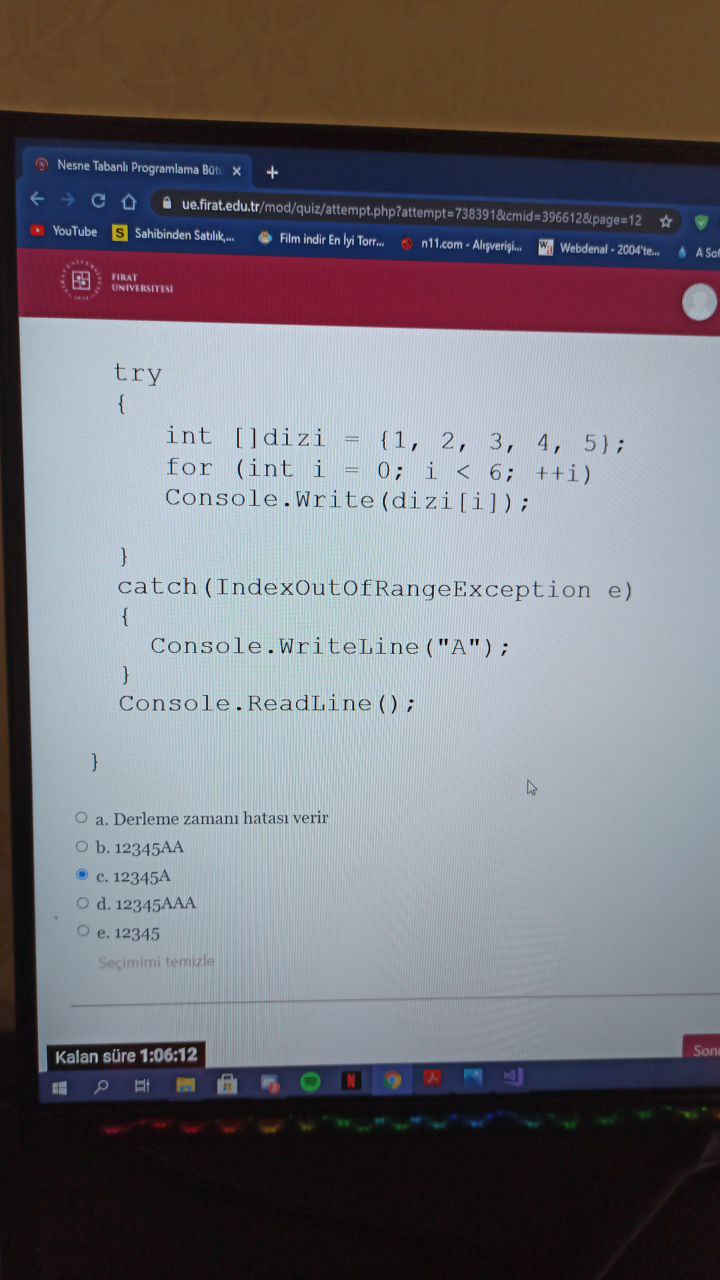 Nesne Tabanlı Programlama Büt
ue.firat.edu.tr/mod/quiz/attempt.php?attempt=738391&cmid=396612&page=12
YouTube
Sahibinden Satılık,...
Film indir En İyi Torr...
n11.com - Alışverişi...
Webdenal - 2004'te...
A Sof
FIRAT
ÜNİVERSİTESİ
try
{
int []dizi = {1, 2, 3, 4, 5};
for (int i = 0; i < 6; ++i)
Console.Write(dizi[i]);
}
catch(IndexOutOfRangeException e)
{
Console.WriteLine("A");
}
Console.ReadLine();
}
a. Derleme zamanı hatası verir
b. 12345AA
c. 12345A
d. 12345AAA
e. 12345
Seçimimi temizle
Kalan süre 1:06:12
Son